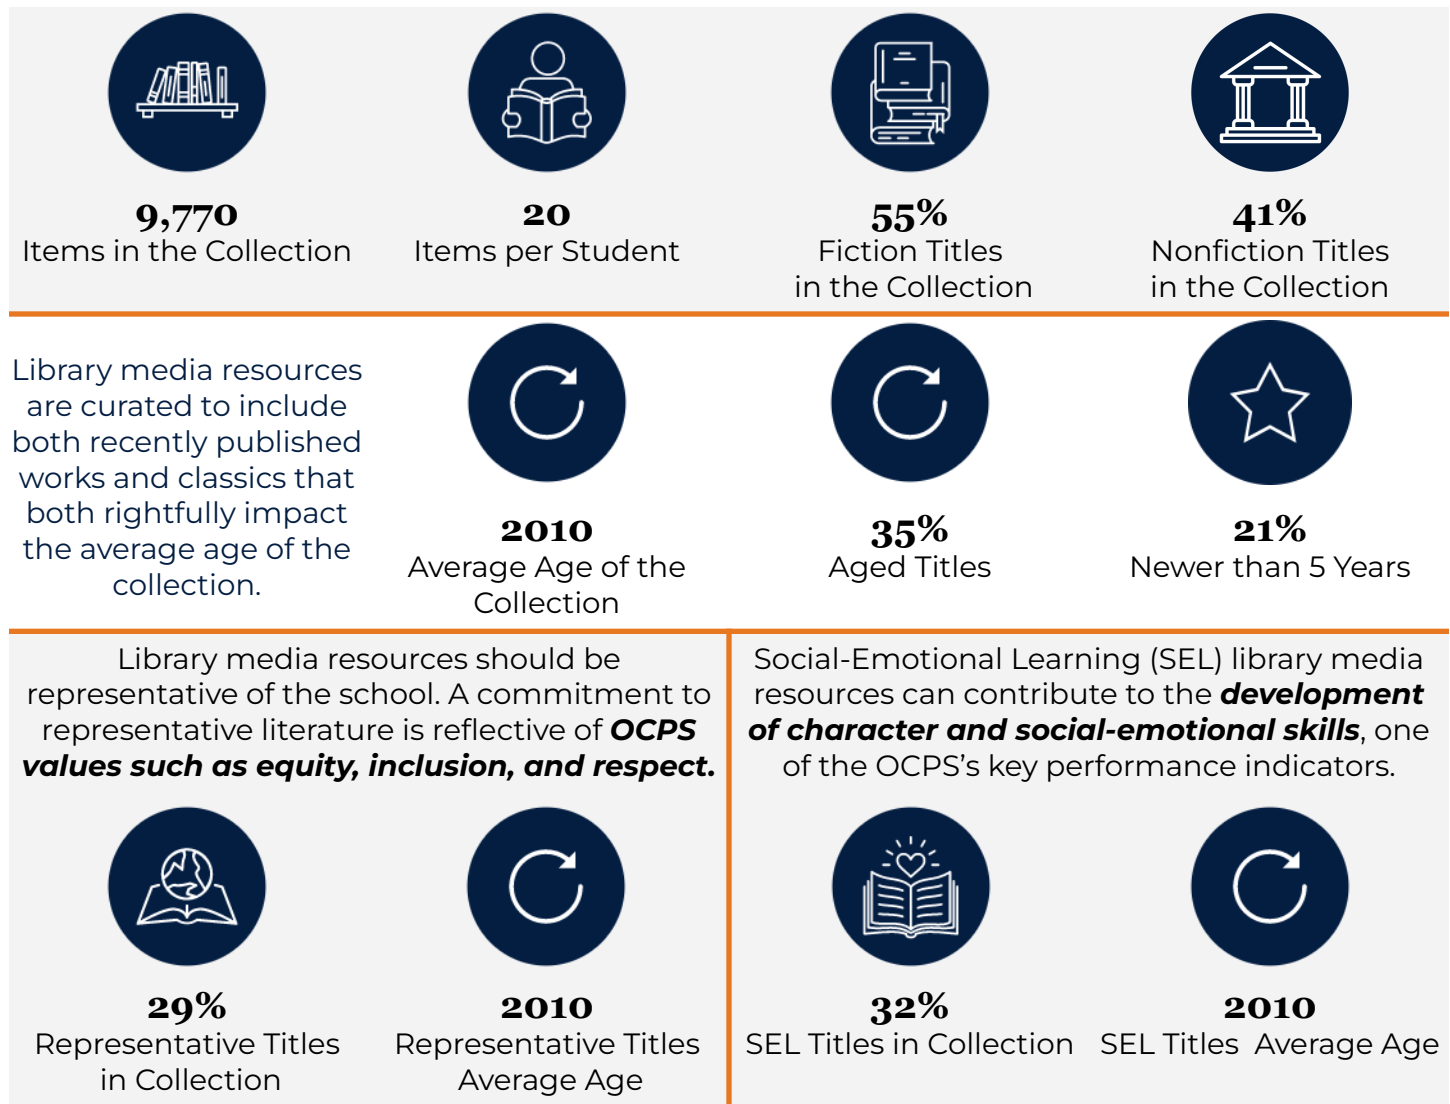 9,770
Items in the Collection
20
Items per Student
55%
Fiction Titles
in the Collection
41%
Nonfiction Titles
in the Collection
Library media resources
are curated to include
both recently published
works and classics that
both rightfully impact
the average age of the
collection.
2010
Average Age of the
Collection
35%
Aged Titles
21%
Newer than 5 Years
Library media resources should be
representative of the school. A commitment to
representative literature is reflective of OCPS
values such as equity, inclusion, and respect.
29%
Representative Titles
in Collection
2010
Representative Titles
Average Age
Social-Emotional Learning (SEL) library media
resources can contribute to the development
of character and social-emotional skills, one
of the OCPS's key performance indicators.
32%
SEL Titles in Collection
2010
SEL Titles  Average Age